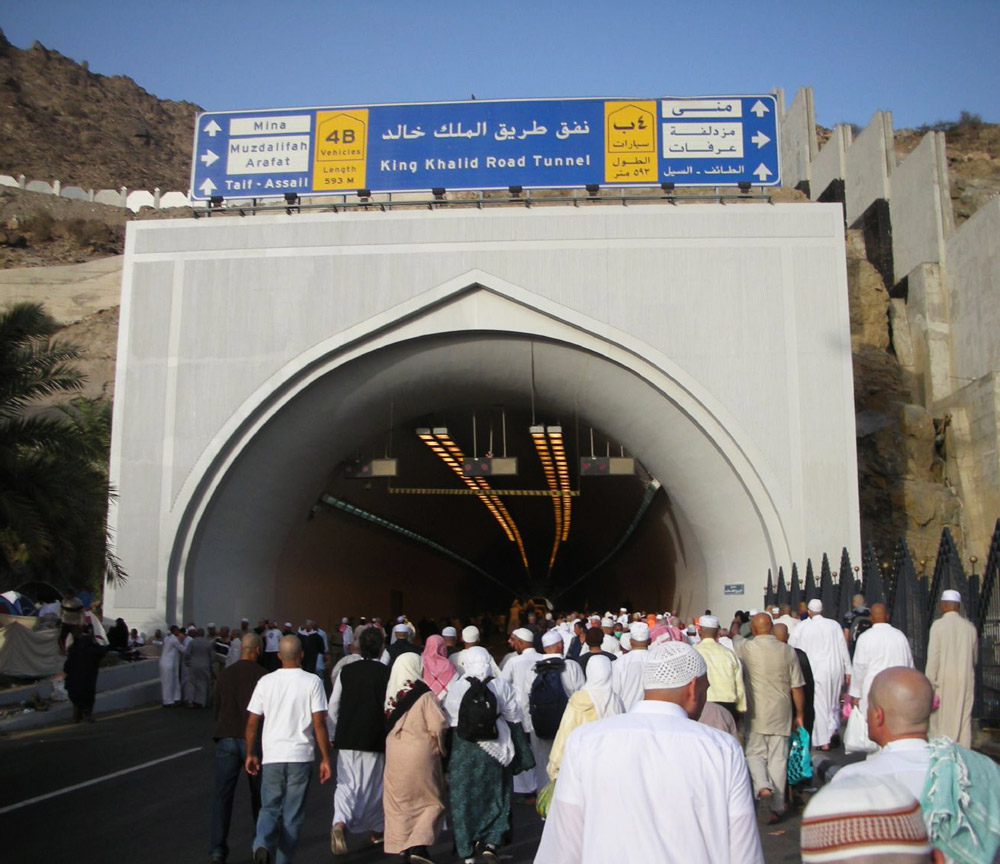 Mina
Muzdalifah
Arafat
Taif - Assail
4B
Vehicles
Length
593 M
نفق طريق الملك خالد
King Khalid Road Tunnel
٤ب
سيارات
الطول
٥٩٣ متر
منى
مزدلفة
عرفات
الطائف - السيل